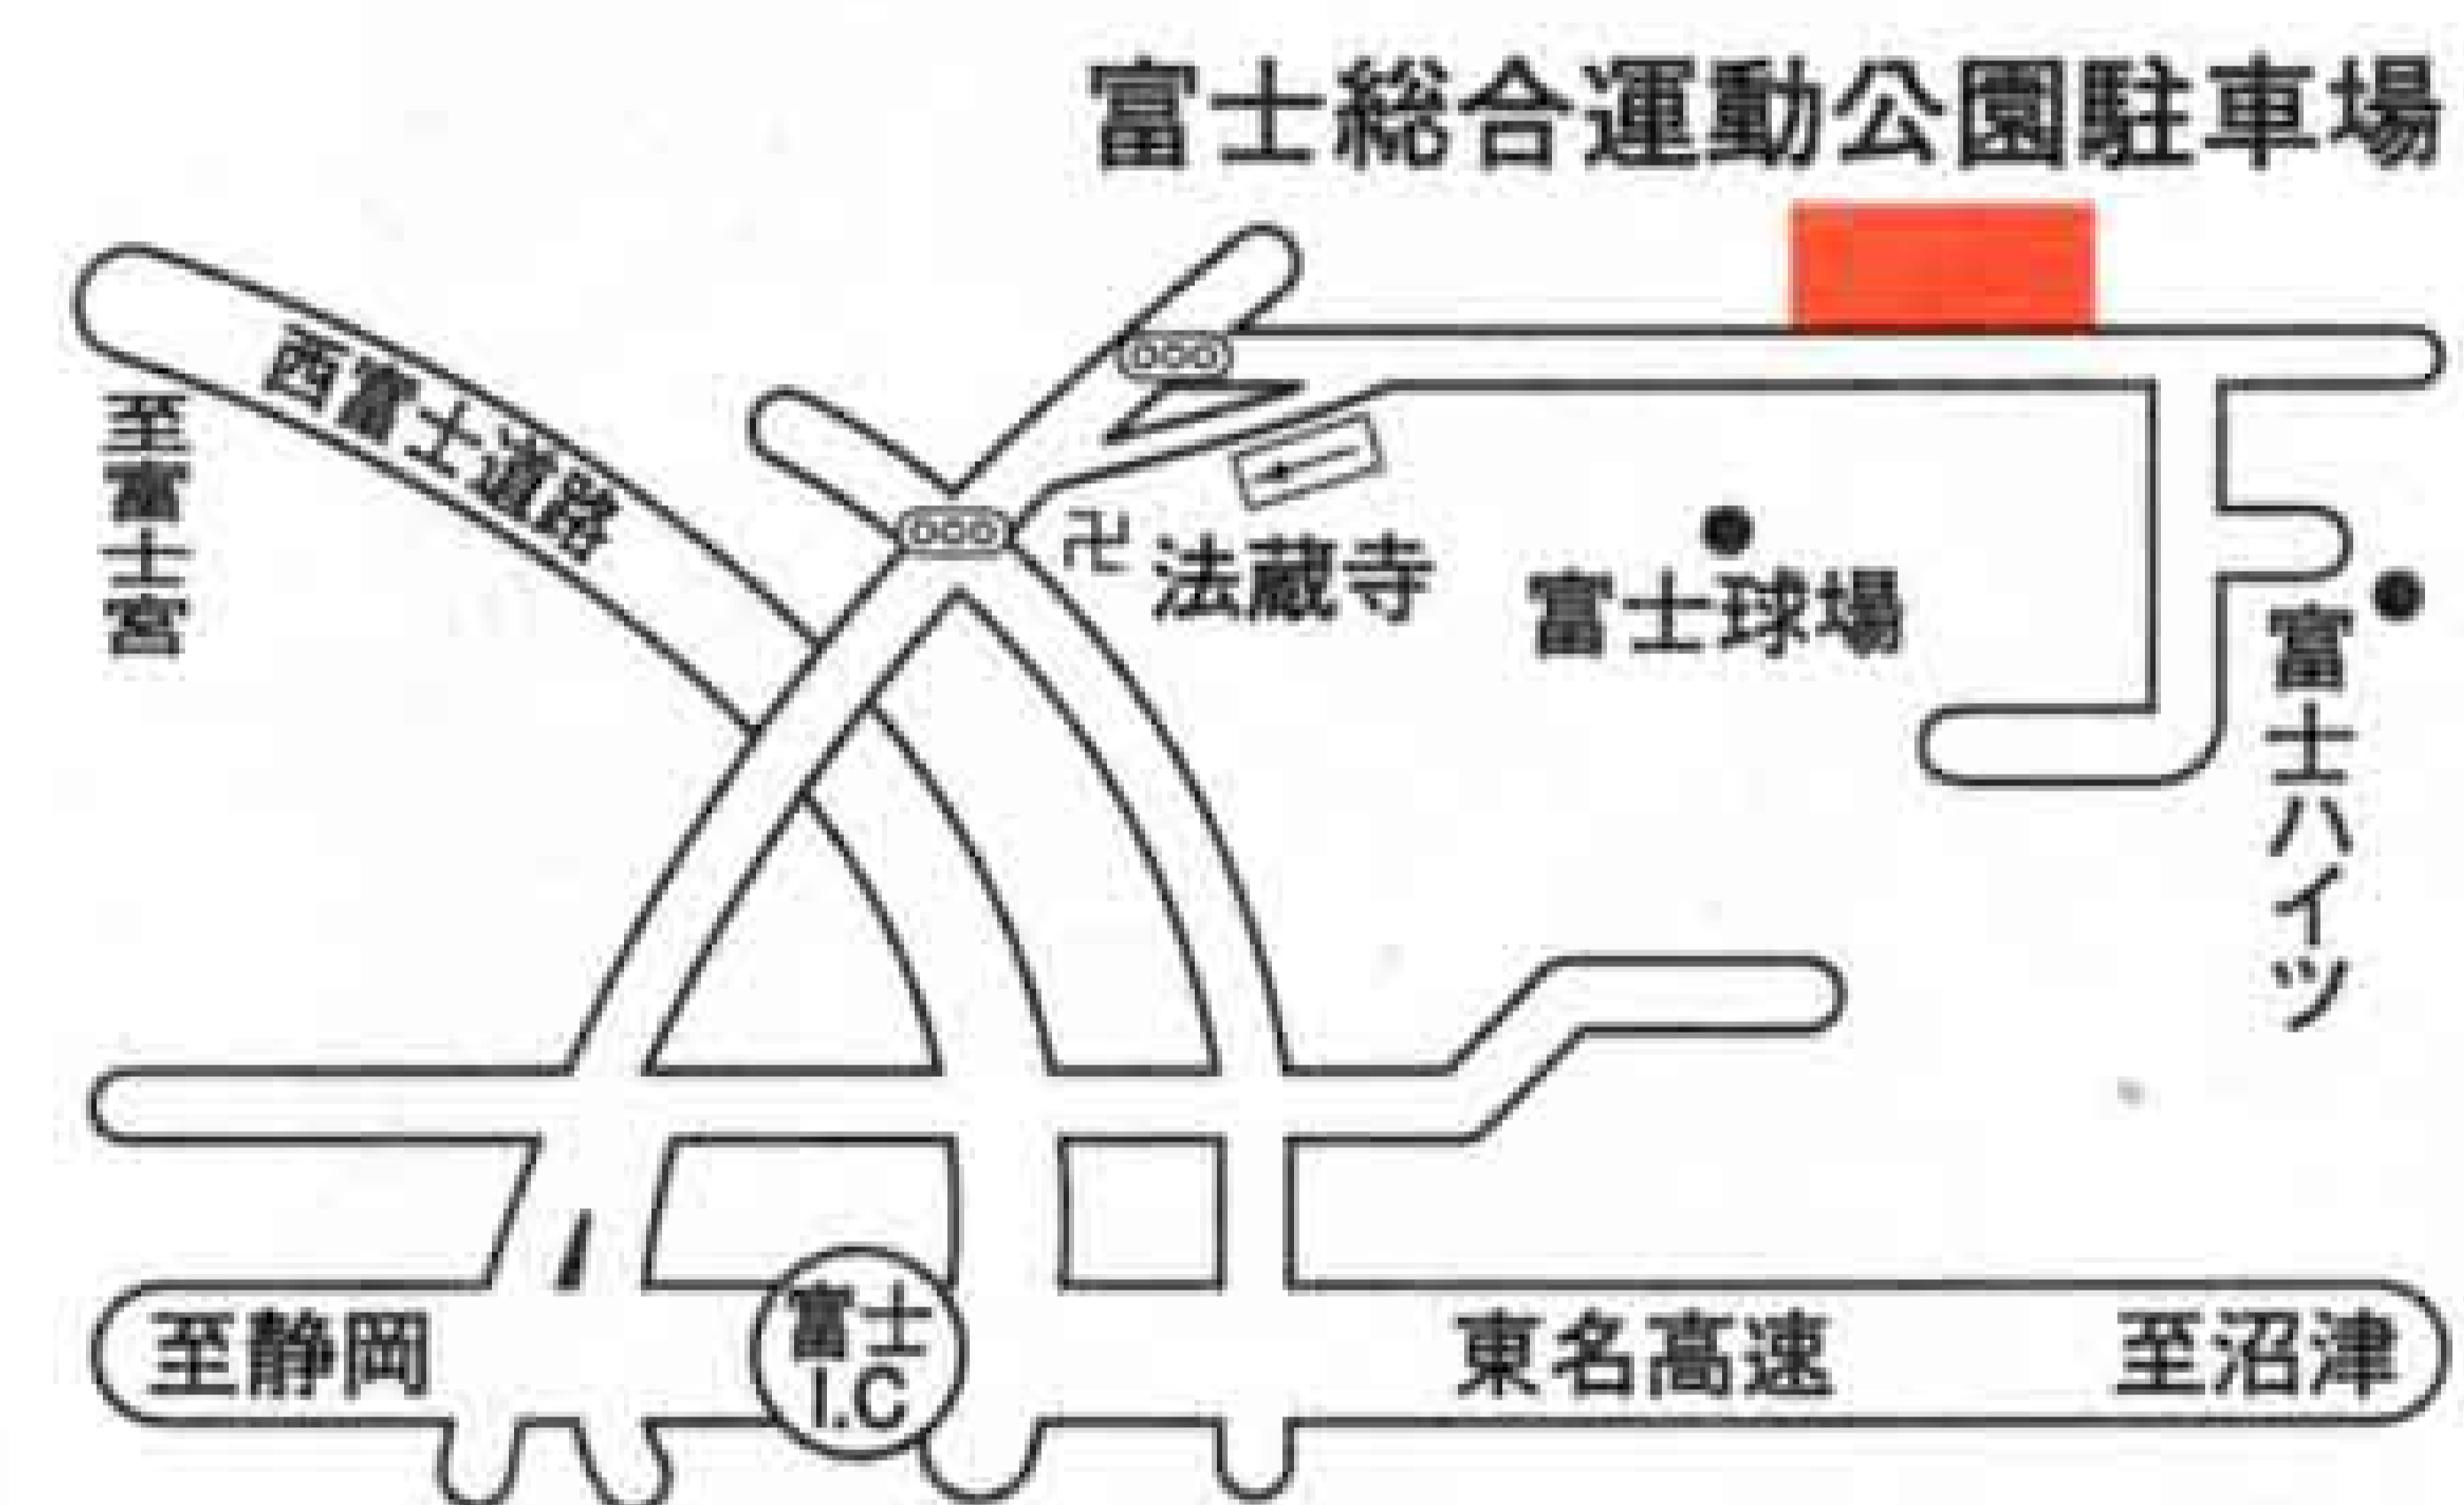 富士総合運動公園駐車場
西富士道路
至富士宮
卍 法蔵寺
富士球場
富士ハイツ
至静岡
富士
I.C
東名高速
至沼津